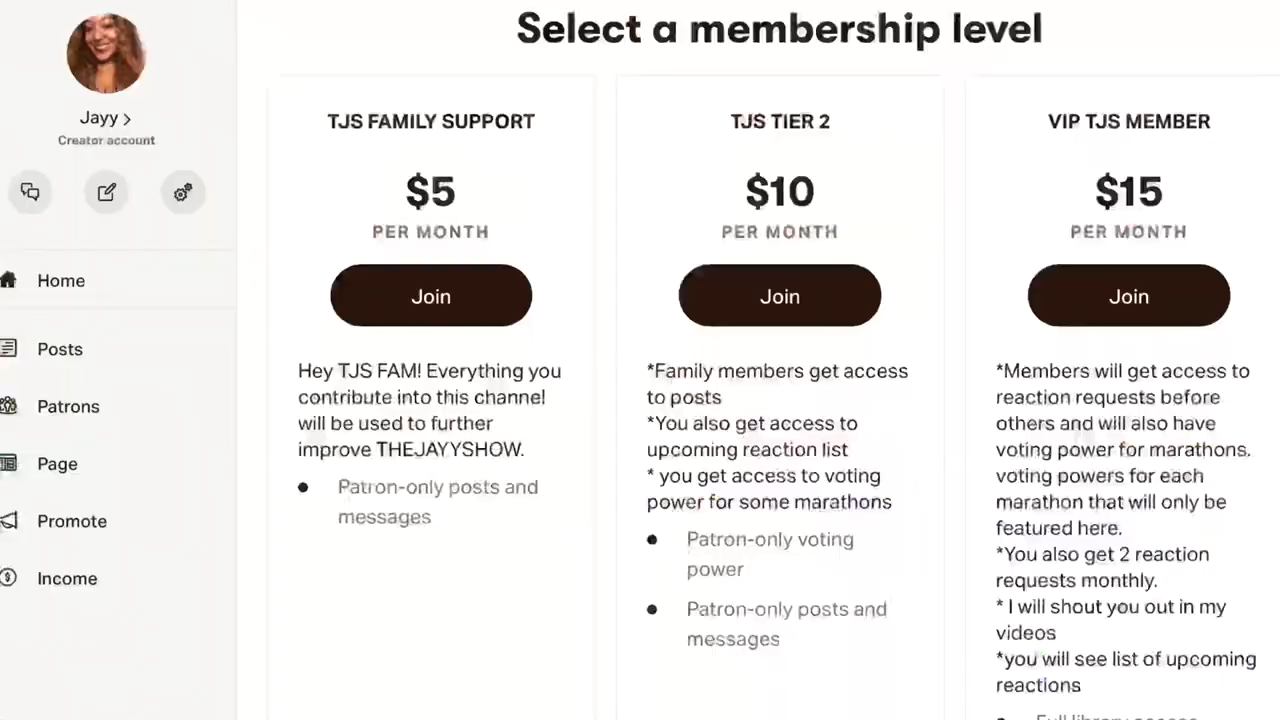 Select a membership level
Jayy >
Creator account
Home
Posts
Patrons
Page
Promote
Income
TJS FAMILY SUPPORT
$5
PER MONTH
Join
Hey TJS FAM! Everything you
contribute into this channel
will be used to further
improve THEJAYYSHOW.
Patron-only posts and
messages
TJS TIER 2
$10
PER MONTH
Join
*Family members get access
to posts
*You also get access to
upcoming reaction list
* you get access to voting
power for some marathons
Patron-only voting
power
Patron-only posts and
messages
VIP TJS MEMBER
$15
PER MONTH
Join
*Members will get access to
reaction requests before
others and will also have
voting power for marathons.
voting powers for each
marathon that will only be
featured here.
*You also get 2 reaction
requests monthly.
* I will shout you out in my
videos
*you will see list of upcoming
reactions
Full library access